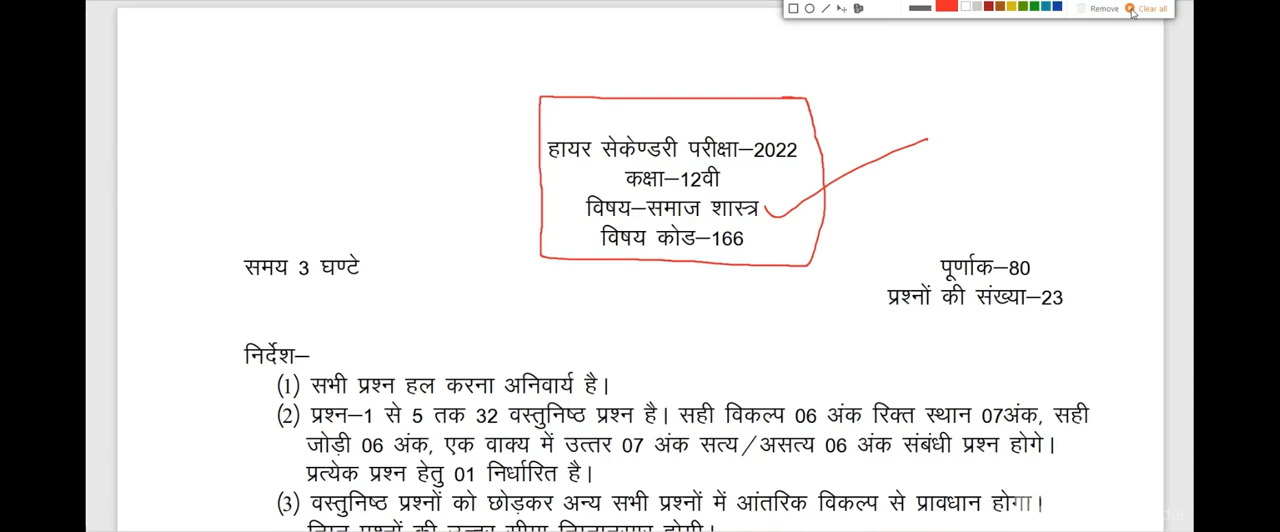 Remove Clear all
हायर सेकेण्डरी परीक्षा–2022
कक्षा–12वी
विषय–समाज शास्त्र
विषय कोड–166
समय 3 घण्टे
पूर्णाक–80
प्रश्नों की संख्या–23
निर्देश–
(1) सभी प्रश्न हल करना अनिवार्य है।
(2) प्रश्न–1 से 5 तक 32 वस्तुनिष्ठ प्रश्न है। सही विकल्प 06 अंक रिक्त स्थान 07अंक, सही
जोड़ी 06 अंक, एक वाक्य में उत्तर 07 अंक सत्य/असत्य 06 अंक संबंधी प्रश्न होगे।
प्रत्येक प्रश्न हेतु 01 निर्धारित है।
(3) वस्तुनिष्ठ प्रश्नों को छोड़कर अन्य सभी प्रश्नों में आंतरिक विकल्प से प्रावधान होगा।